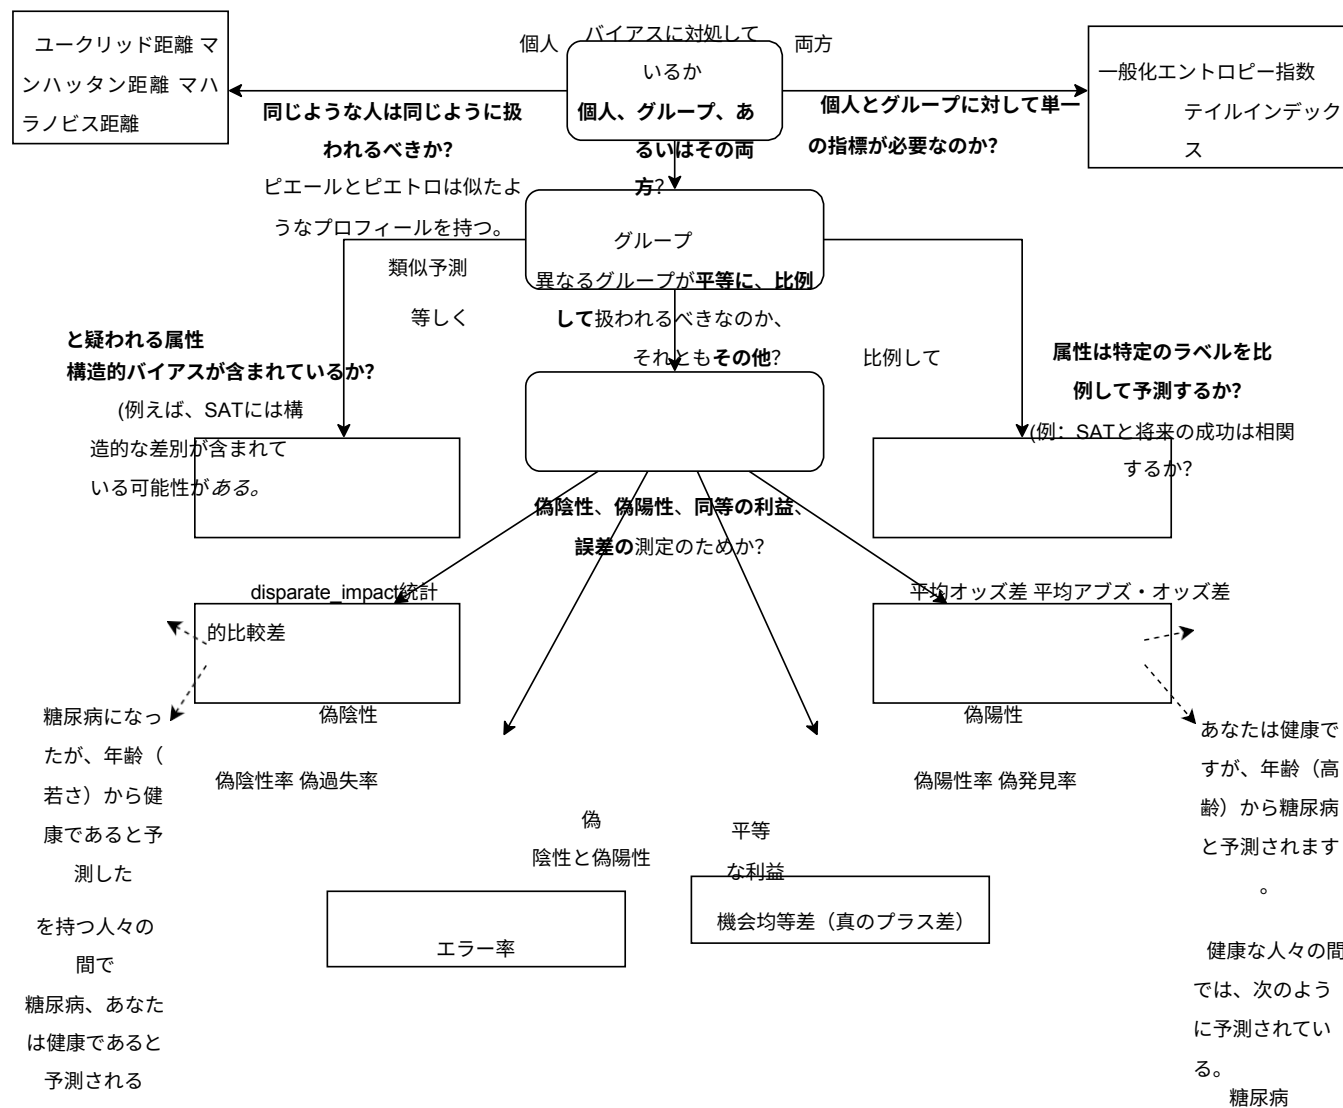 ユークリッド距離 マ
ンハッタン距離 マハ
ラノビス距離
個人
バイアスに対処して
いるか
個人、グループ、あ
るいはその両
方?
両方
一般化エントロピー指数
テイルインデック
ス
同じような人は同じように扱
われるべきか?
ピエールとピエトロは似たよ
うなプロフィールを持つ。
類似予測
個人とグループに対して単一
の指標が必要なのか?
グループ
異なるグループが平等に、比例
して扱われるべきなのか、
それともその他?
等しく
比例して
と疑われる属性
構造的バイアスが含まれているか?
(例えば、SATには構
造的な差別が含まれて
いる可能性がある。
属性は特定のラベルを比
例して予測するか?
(例：SATと将来の成功は相関
するか?
偽陰性、偽陽性、同等の利益、
誤差の測定のためか?
disparate_impact統計
的比較差
平均オッズ差 平均アブズ・オッズ差
偽陰性
偽陰性率 偽過失率
偽陽性
偽陽性率 偽発見率
糖尿病になっ
たが、年齢（
若さ）から健
康であると予
測した
を持つ人々の
間で
糖尿病、あなた
は健康であると
予測される
偽
陰性と偽陽性
エラー率
平等
な利益
機会均等差（真のプラス差）
あなたは健康で
すが、年齢（高
齢）から糖尿病
と予測されます
。
健康な人々の間
では、次のよう
に予測されてい
る。
糖尿病